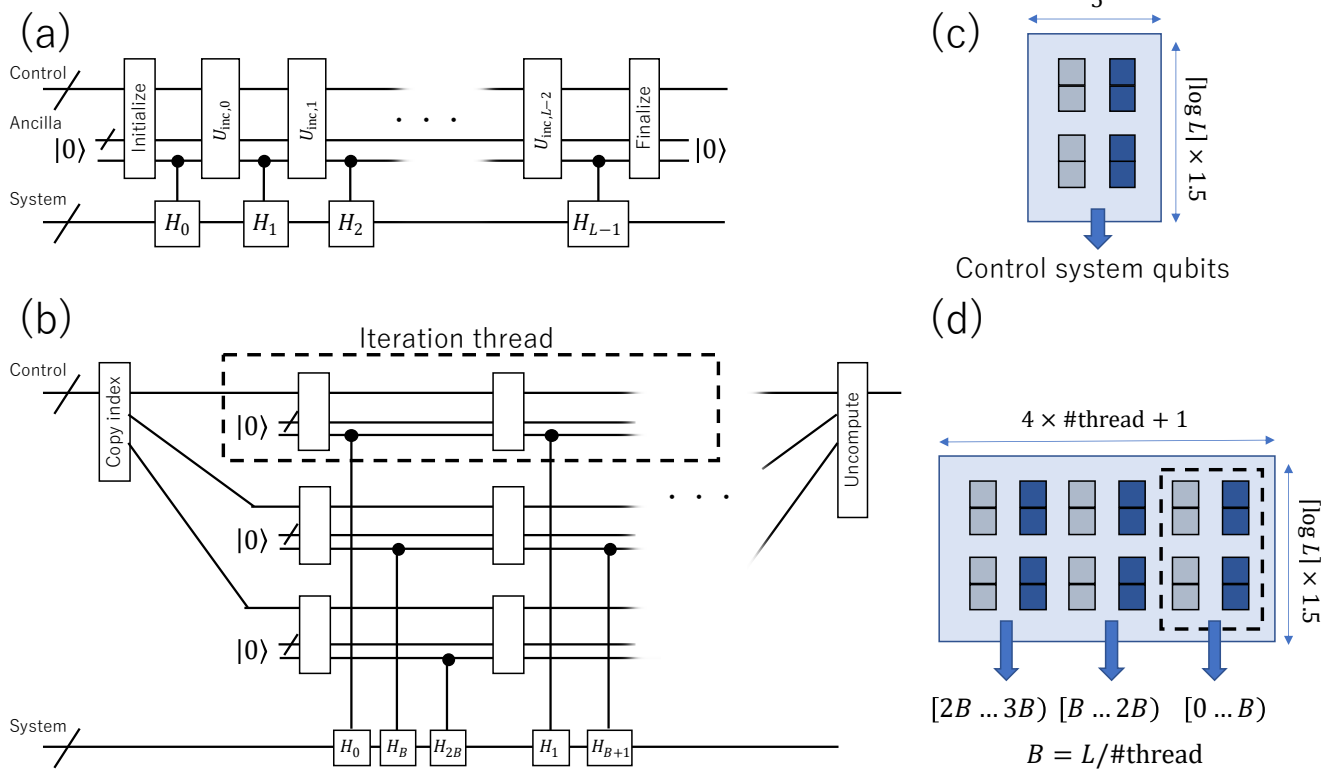 (a)
Control
Ancilla
|0⟩
Initialize
U_inc,0
U_inc,1
. . .
U_inc,L−2
Finalize
|0⟩
System
H_0
H_1
H_2
H_{L−1}
(b)
Iteration thread
Control
Copy index
|0⟩
|0⟩
|0⟩
. . .
Uncompute
System
H_0
H_B
H_2B
H_1
H_{B+1}
(c)
⌈log L⌉ × 1.5
Control system qubits
(d)
4 × #thread + 1
⌈log L⌉ × 1.5
[2B ... 3B) [B ... 2B) [0 ... B)
B = L/#thread